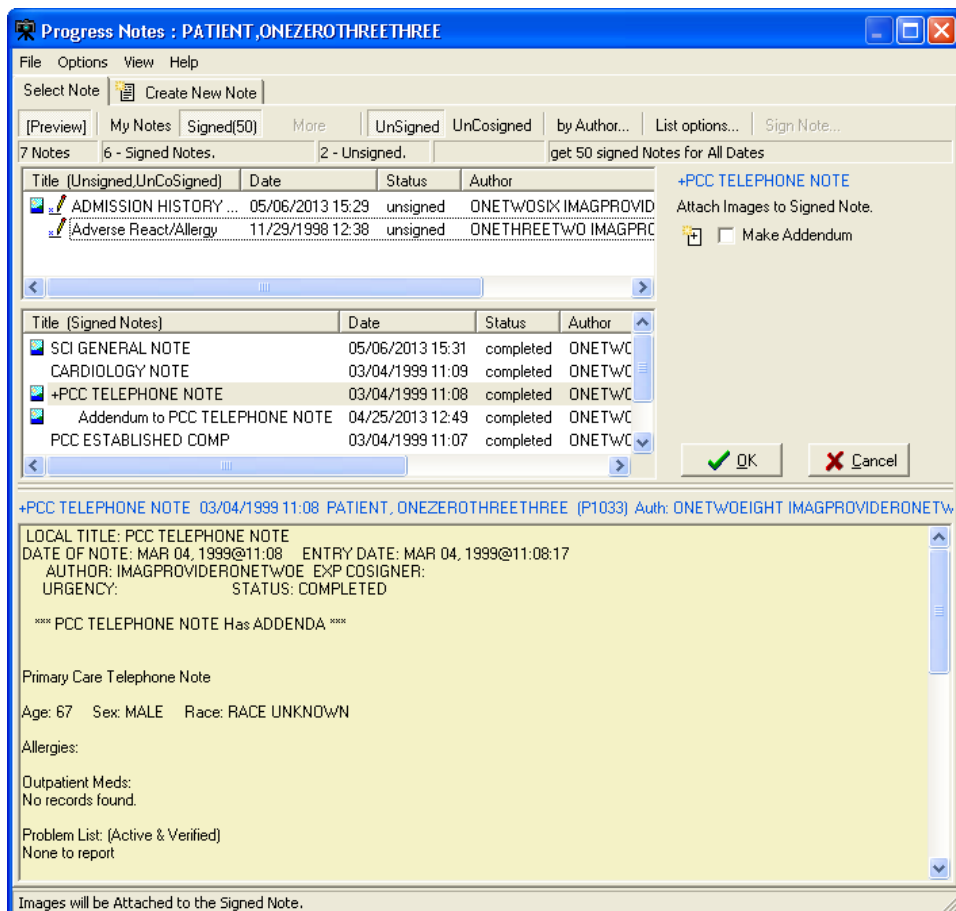 Progress Notes : PATIENT,ONEZEROTHREETHREE
File Options View Help
Select Note Create New Note
[Preview] My Notes Signed(50) More UnSigned UnCosigned by Author... List options... Sign Note...
7 Notes 6 - Signed Notes. 2 - Unsigned. get 50 signed Notes for All Dates
Title (Unsigned,UnCoSigned) Date Status Author
ADMISSION HISTORY ... 05/06/2013 15:29 unsigned ONETWOSIX IMAGPROVID
Adverse React/Allergy 11/29/1998 12:38 unsigned ONETHREETWO IMAGPRO
+PCC TELEPHONE NOTE
Attach Images to Signed Note.
Make Addendum
Title (Signed Notes) Date Status Author
SCI GENERAL NOTE 05/06/2013 15:31 completed ONETWO
CARDIOLOGY NOTE 03/04/1999 11:09 completed ONETWO
+PCC TELEPHONE NOTE 03/04/1999 11:08 completed ONETWO
Addendum to PCC TELEPHONE NOTE 04/25/2013 12:49 completed ONETWO
PCC ESTABLISHED COMP 03/04/1999 11:07 completed ONETWO
OK Cancel
+PCC TELEPHONE NOTE 03/04/1999 11:08 PATIENT, ONEZEROTHREETHREE (P1033) Auth: ONETWOEIGHT IMAGPROVIDERONETW
LOCAL TITLE: PCC TELEPHONE NOTE
DATE OF NOTE: MAR 04, 1999@11:08 ENTRY DATE: MAR 04, 1999@11:08:17
AUTHOR: IMAGPROVIDERONETWOE EXP COSIGNER:
URGENCY: STATUS: COMPLETED
*** PCC TELEPHONE NOTE Has ADDENDA ***
Primary Care Telephone Note
Age: 67 Sex: MALE Race: RACE UNKNOWN
Allergies:
Outpatient Meds:
No records found.
Problem List: (Active & Verified)
None to report
Images will be Attached to the Signed Note.